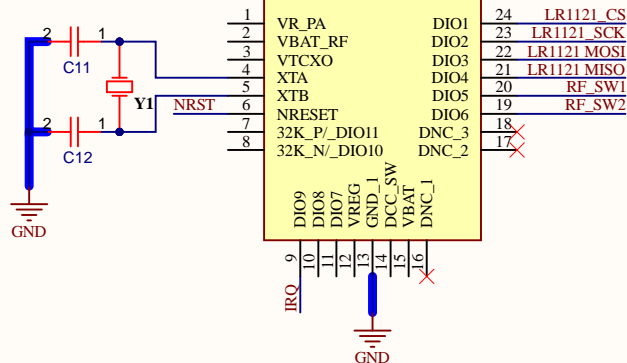 1 VR_PA DIO1 24 LR1121_CS
2 VBAT_RF DIO2 23 LR1121_SCK
3 VTCXO DIO3 22 LR1121 MOSI
4 XTA DIO4 21 LR1121 MISO
5 XTB DIO5 20 RF_SW1
NRST 6 NRESET DIO6 19 RF_SW2
7 32K_P/_DIO11 DNC_3 18
8 32K_N/_DIO10 DNC_2 17
2 1
C11
Y1
2 1
C12
GND
DIO9
DIO8
DIO7
VREG
GND_1
DCC_SW
VBAT
DNC_1
9
10
11
12
13
14
15
16
IRQ
GND